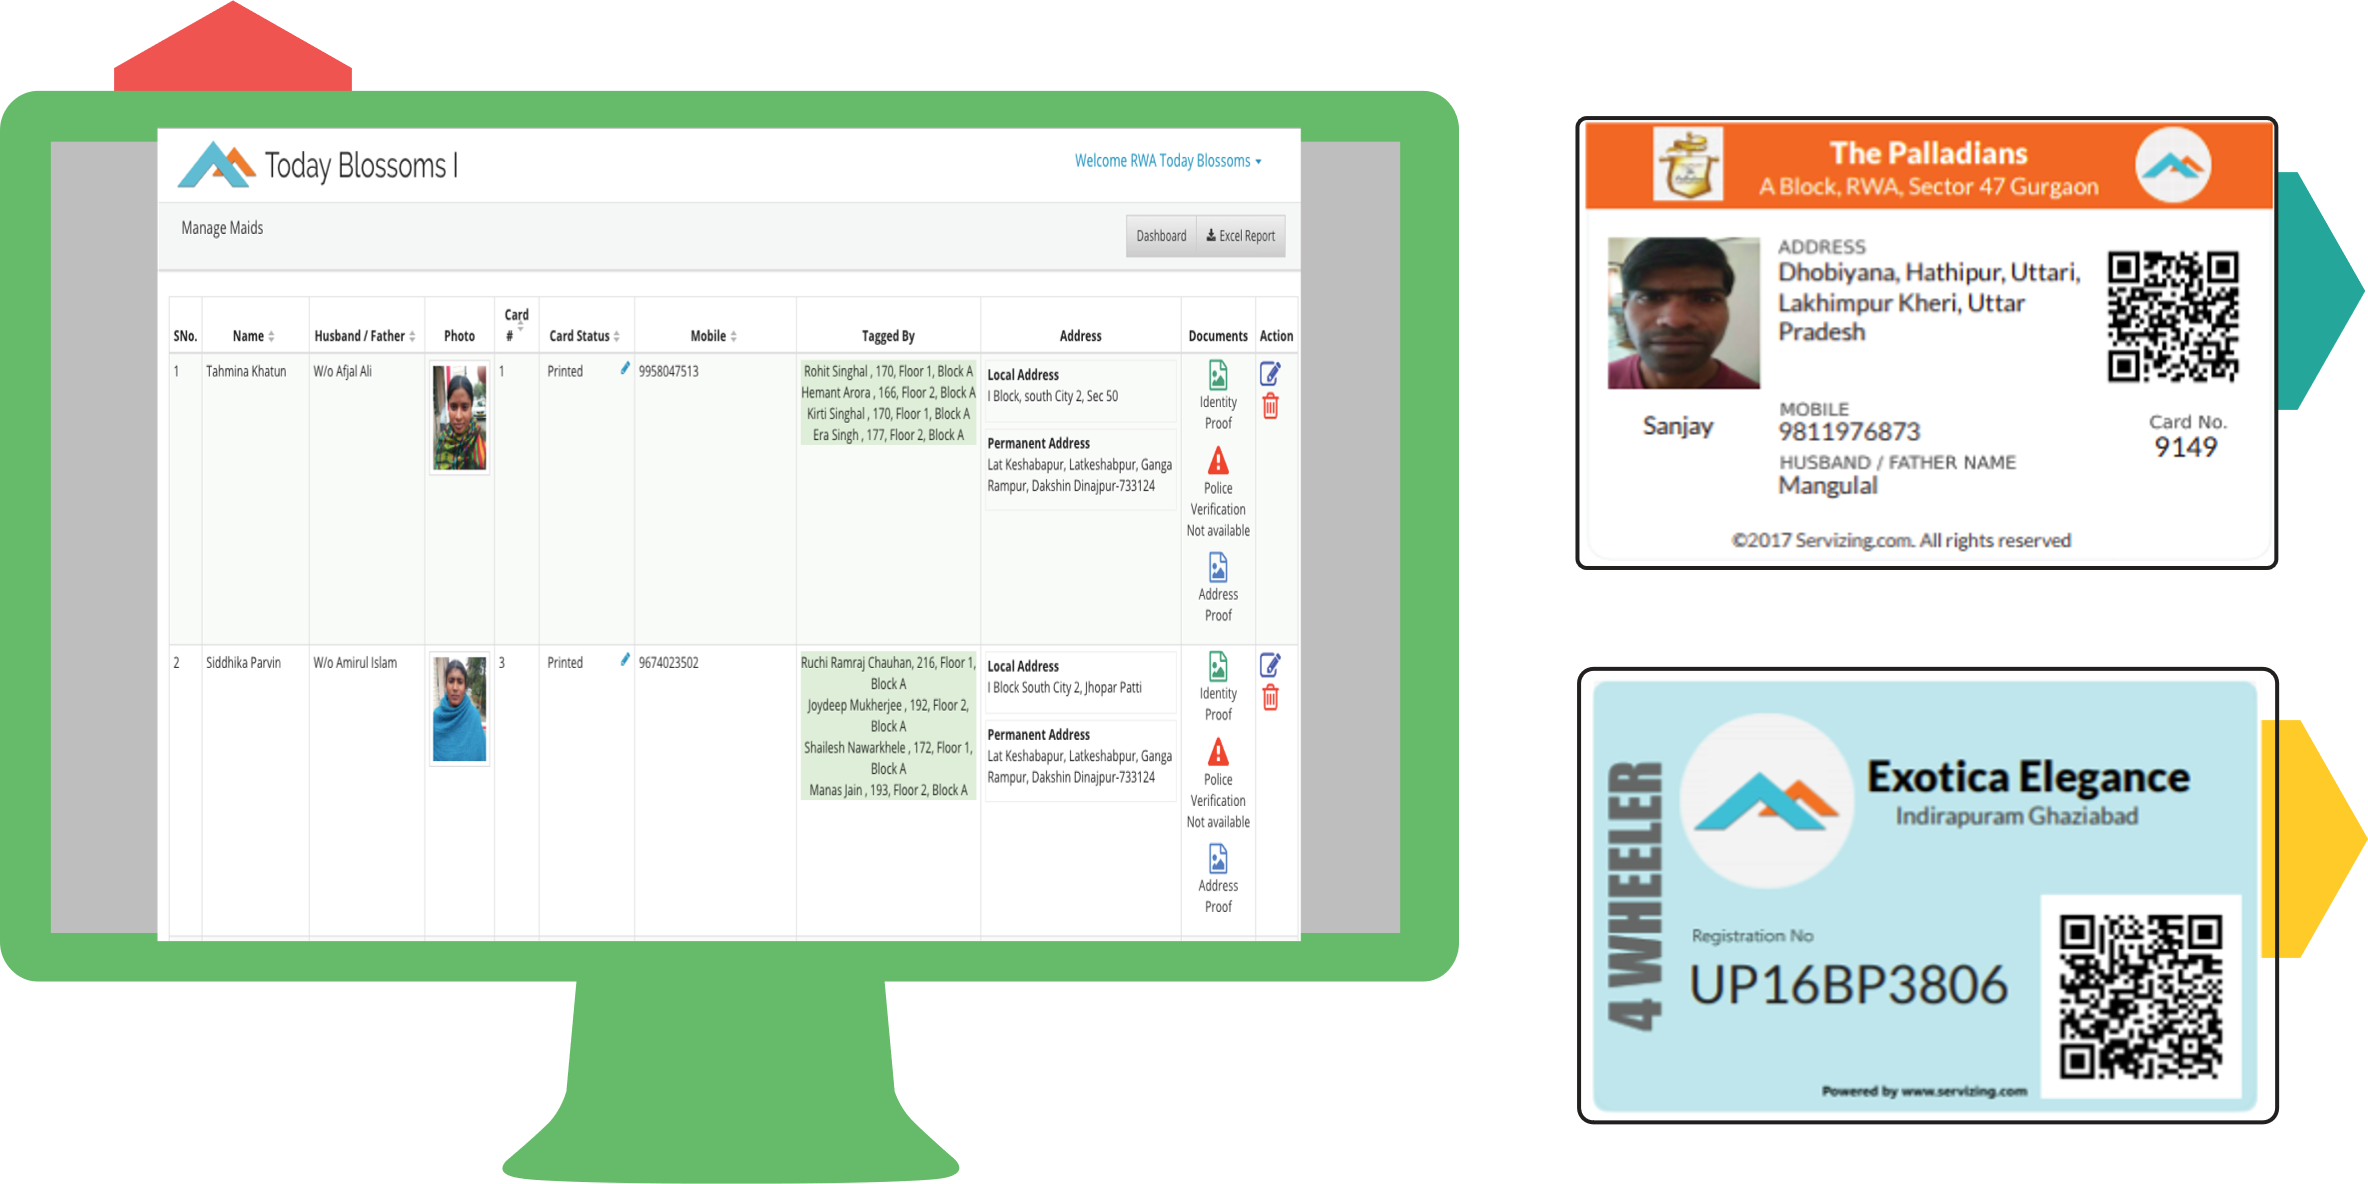 Today Blossoms I
Welcome RWA Today Blossoms
Manage Maids
Dashboard
Excel Report
SNo.
Name
Husband / Father
Photo
Card
#
Card Status
Mobile
Tagged By
Address
Documents
Action
1
Tahmina Khatun
W/o Afjal Ali
1
Printed
9958047513
Rohit Singhal , 170, Floor 1, Block A
Hemant Arora , 166, Floor 2, Block A
Kirti Singhal , 170, Floor 1, Block A
Era Singh , 177, Floor 2, Block A
Local Address
I Block, south City 2, Sec 50
Permanent Address
Lat Keshabapur, Latkeshabpur, Ganga
Rampur, Dakshin Dinajpur-733124
Identity
Proof
Police
Verification
Not available
Address
Proof
2
Siddhika Parvin
W/o Amirul Islam
3
Printed
9674023502
Ruchi Ramraj Chauhan, 216, Floor 1,
Block A
Joydeep Mukherjee , 192, Floor 2,
Block A
Shailesh Nawarkhele , 172, Floor 1,
Block A
Manas Jain , 193, Floor 2, Block A
Local Address
I Block South City 2, Jhopar Patti
Permanent Address
Lat Keshabapur, Latkeshabpur, Ganga
Rampur, Dakshin Dinajpur-733124
Identity
Proof
Police
Verification
Not available
Address
Proof
The Palladians
A Block, RWA, Sector 47 Gurgaon
ADDRESS
Dhobiyana, Hathipur, Uttari,
Lakhimpur Kheri, Uttar
Pradesh
Sanjay
MOBILE
9811976873
HUSBAND / FATHER NAME
Mangulal
Card No.
9149
©2017 Servizing.com. All rights reserved
4 WHEELER
Exotica Elegance
Indirapuram Ghaziabad
Registration No
UP16BP3806
Powered by www.servizing.com